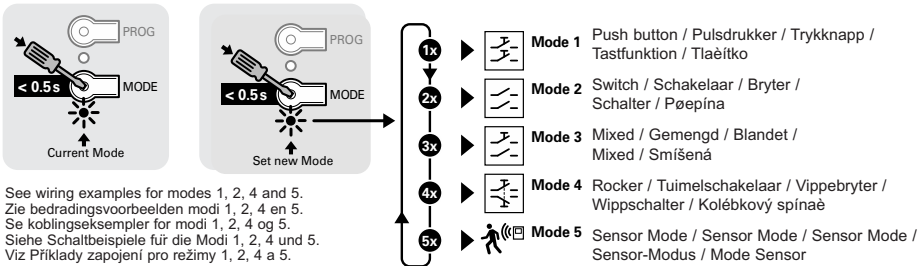 PROG
< 0.5 s MODE
Current Mode
PROG
< 0.5 s MODE
Set new Mode
See wiring examples for modes 1, 2, 4 and 5.
Zie bedradingsvoorbeelden modi 1, 2, 4 en 5.
Se koblingseksempler for modi 1, 2, 4 og 5.
Siehe Schaltbeispiele fuír die Modi 1, 2, 4 und 5.
Viz Příklady zapojení pro režimy 1, 2, 4 a 5.
1x Mode 1 Push button / Pulsdrukker / Trykknapp /
Tastfunktion / Tlaèítko
2x Mode 2 Switch / Schakelaar / Bryter /
Schalter / Pøepína
3x Mode 3 Mixed / Gemengd / Blandet /
Mixed / Smíšená
4x Mode 4 Rocker / Tuimelschakelaar / Vippebryter /
Wippschalter / Kolébkový spínaè
5x Mode 5 Sensor Mode / Sensor Mode / Sensor Mode /
Sensor-Modus / Mode Sensor